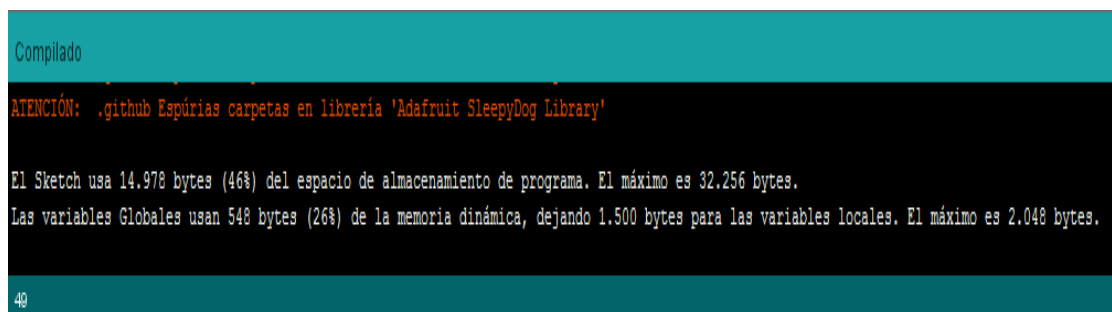 Compilado
ATENCIÓN: .github Espúrias carpetas en librería 'Adafruit SleepyDog Library'
El Sketch usa 14.978 bytes (46%) del espacio de almacenamiento de programa. El máximo es 32.256 bytes.
Las variables Globales usan 548 bytes (26%) de la memoria dinámica, dejando 1.500 bytes para las variables locales. El máximo es 2.048 bytes.